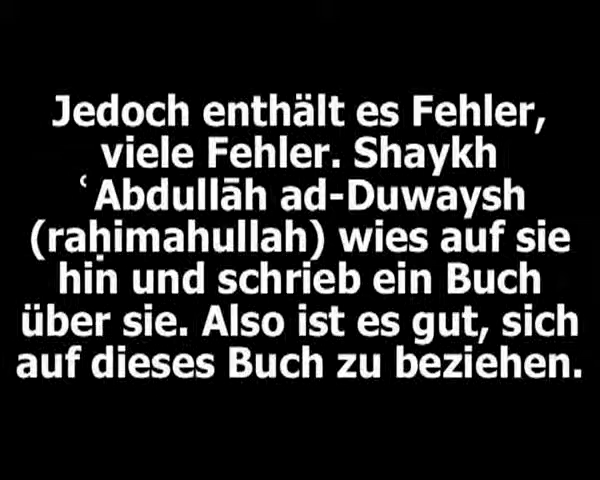 Jedoch enthält es Fehler,
viele Fehler. Shaykh
ʿAbdullāh ad-Duwaysh
(raḥimahullah) wies auf sie
hin und schrieb ein Buch
über sie. Also ist es gut, sich
auf dieses Buch zu beziehen.